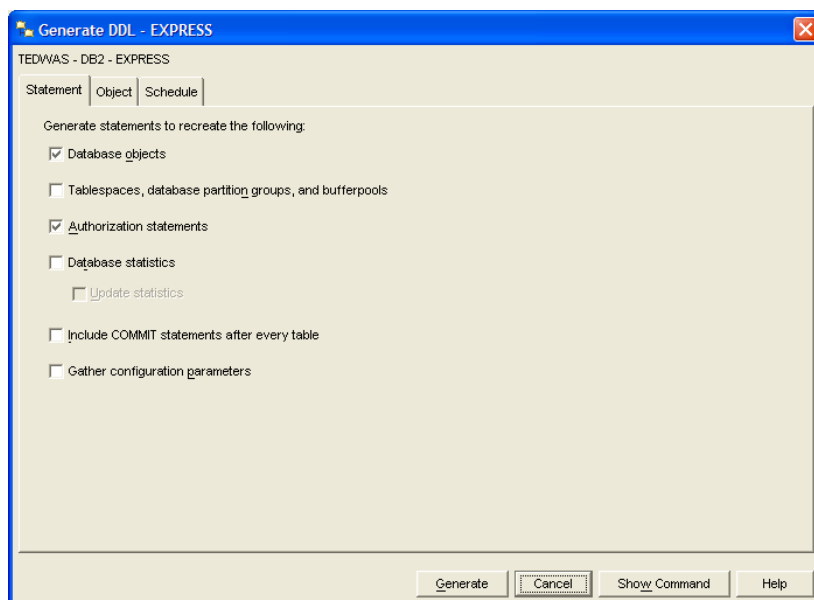 Generate DDL - EXPRESS
TEDWAS - DB2 - EXPRESS
Statement Object Schedule
Generate statements to recreate the following:
Database objects
Tablespaces, database partition groups, and bufferpools
Authorization statements
Database statistics
Update statistics
Include COMMIT statements after every table
Gather configuration parameters
Generate Cancel Show Command Help